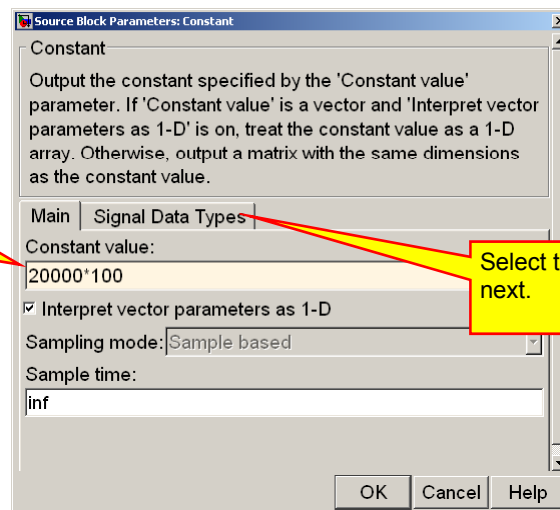 Source Block Parameters: Constant
Constant
Output the constant specified by the 'Constant value'
parameter. If 'Constant value' is a vector and 'Interpret vector
parameters as 1-D' is on, treat the constant value as a 1-D
array. Otherwise, output a matrix with the same dimensions
as the constant value.
Main
Signal Data Types
Constant value:
20000*100
Select
next.
Interpret vector parameters as 1-D
Sampling mode: Sample based
Sample time:
inf
OK
Cancel
Help